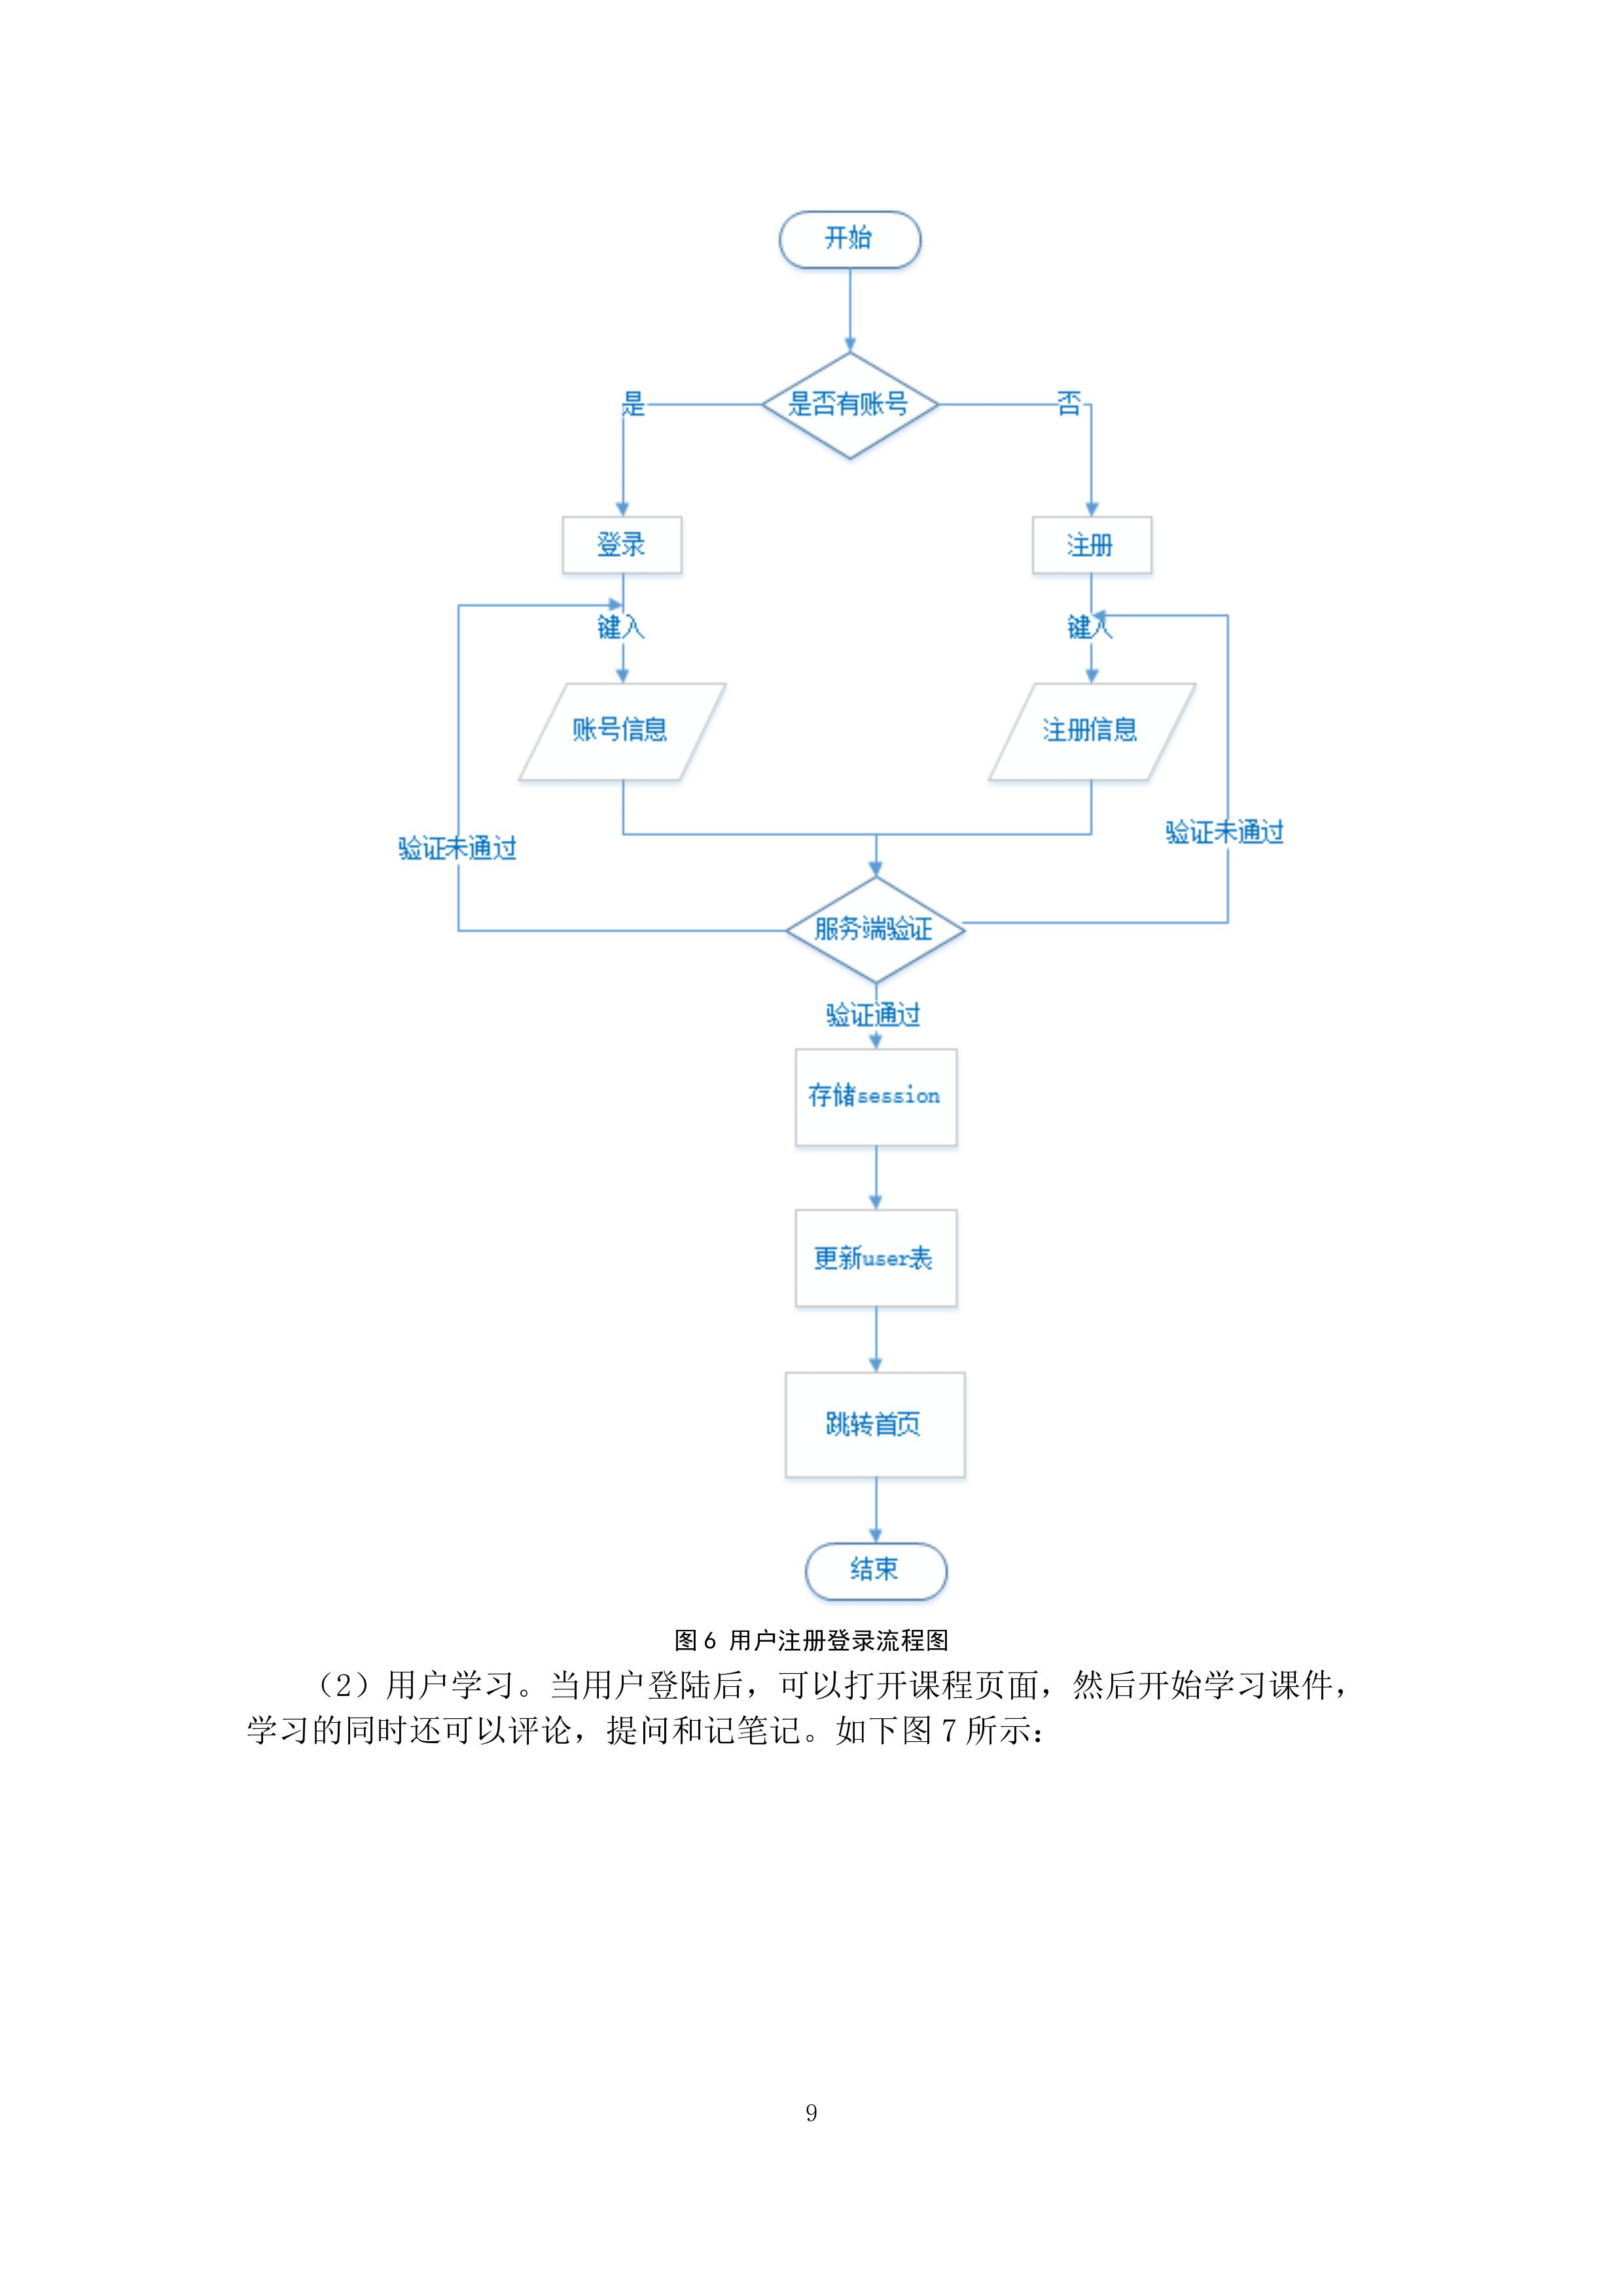 开始
是否有账号
是
否
登录
注册
键入
键入
账号信息
注册信息
验证未通过
验证未通过
服务端验证
验证通过
存储session
更新user表
跳转首页
结束
图 6 用户注册登录流程图
（2）用户学习。当用户登陆后，可以打开课程页面，然后开始学习课件，
学习的同时还可以评论，提问和记笔记。如下图 7 所示：
9